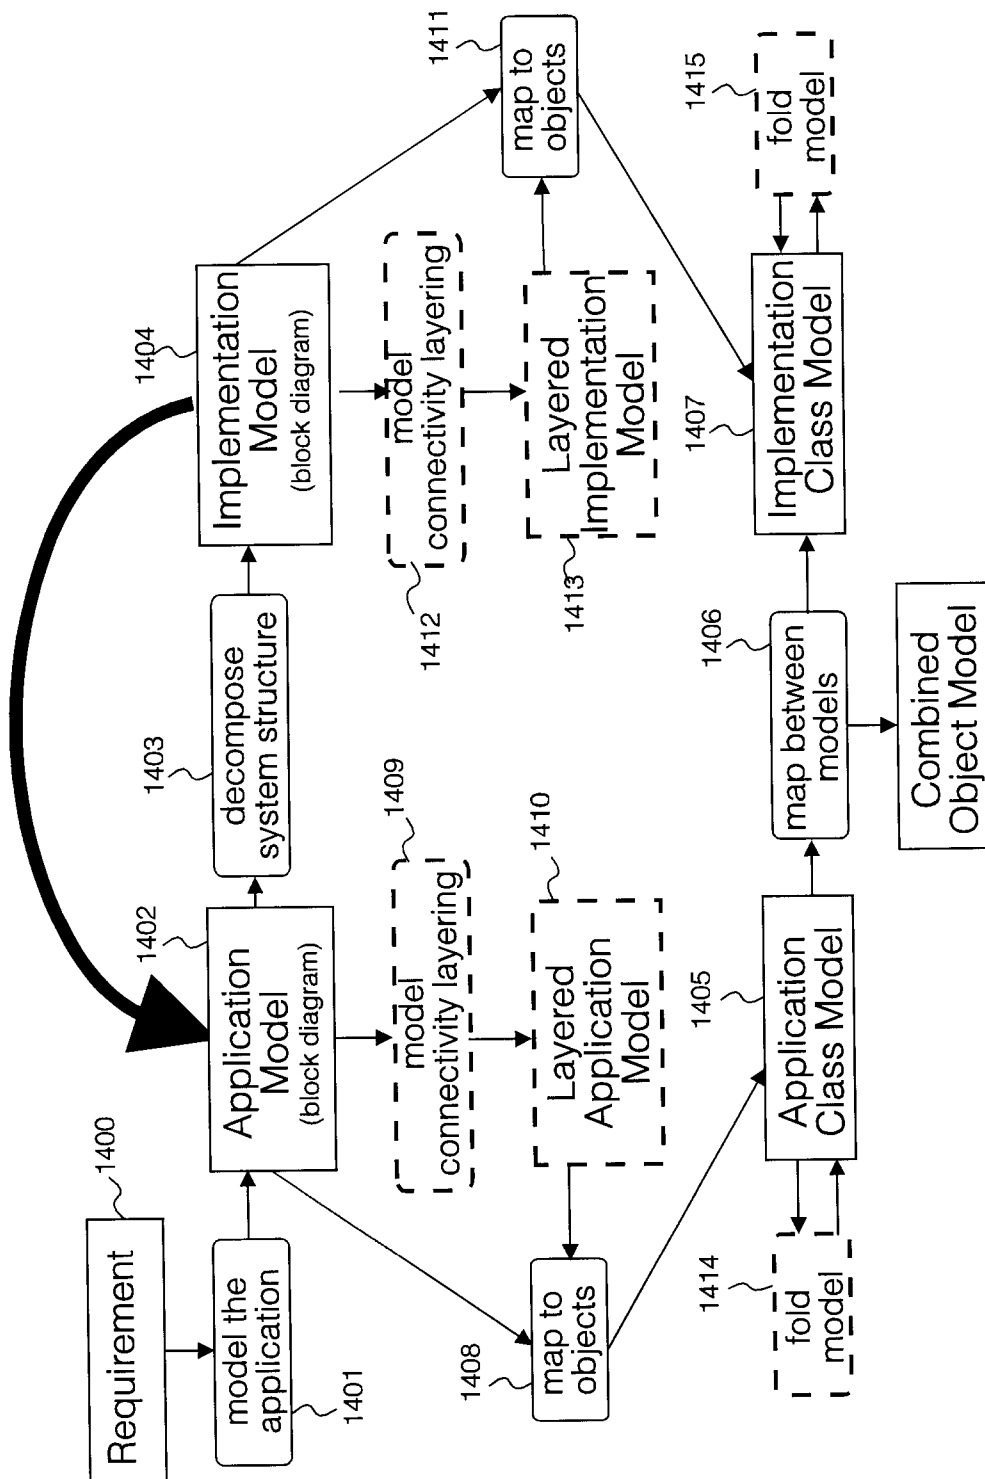 Requirement
1400
model the
application
1401
Application
Model
(block diagram)
1402
decompose
system structure
1403
Implementation
Model
(block diagram)
1404
model
connectivity layering
1409
model
connectivity layering
1412
Layered
Application
Model
1410
Layered
Implementation
Model
1413
map to
objects
1408
map to
objects
1411
fold
model
1414
Application
Class Model
1405
map between
models
1406
Implementation
Class Model
1407
fold
model
1415
Combined
Object Model